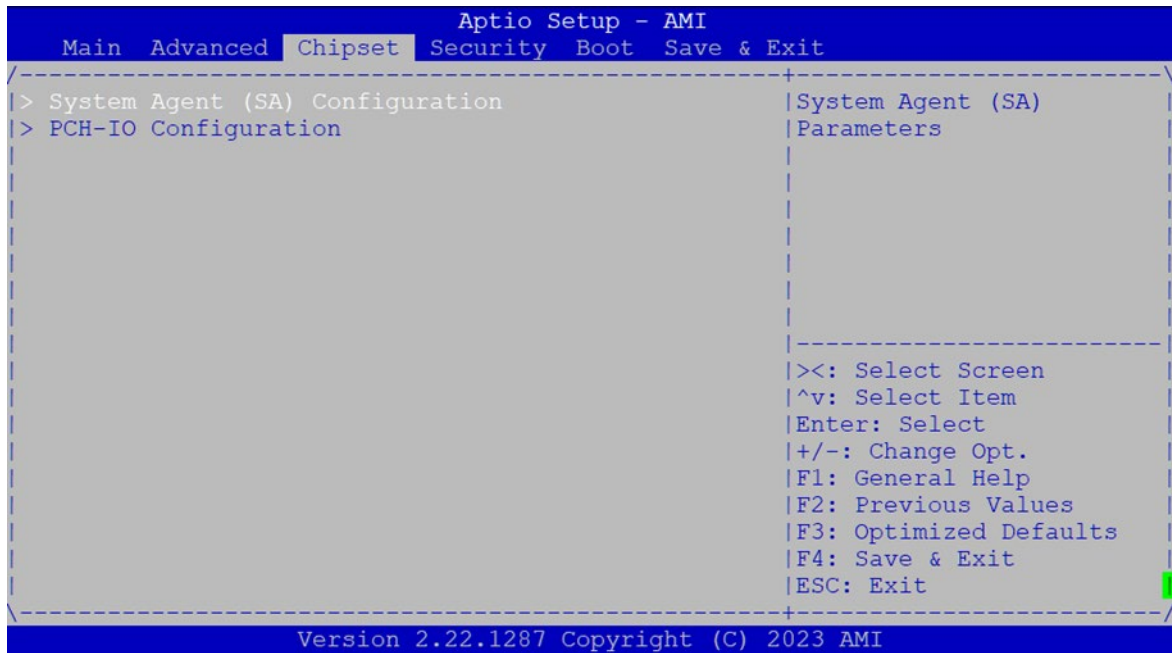 Aptio Setup - AMI
Main Advanced Chipset Security Boot Save & Exit
> System Agent (SA) Configuration
> PCH-IO Configuration
System Agent (SA)
Parameters
><: Select Screen
^v: Select Item
Enter: Select
+/-: Change Opt.
F1: General Help
F2: Previous Values
F3: Optimized Defaults
F4: Save & Exit
ESC: Exit
Version 2.22.1287 Copyright (C) 2023 AMI